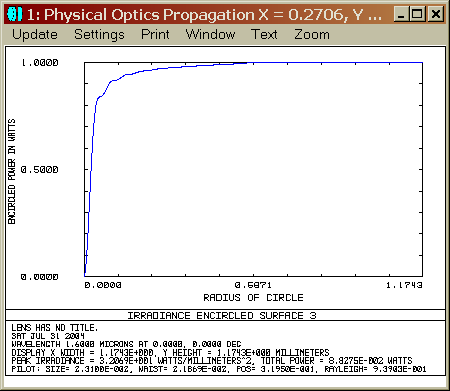 1: Physical Optics Propagation X = 0.2706, Y ...
Update Settings Print Window Text Zoom
1.0000
0.5000
0.0000
ENCIRCLED POWER IN WATTS
0.0000 0.5871 1.1743
RADIUS OF CIRCLE
IRRADIANCE ENCIRCLED SURFACE 3
LENS HAS NO TITLE.
SAT JUL 31 2004
WAVELENGTH 1.6000 MICRONS AT 0.0000, 0.0000 DEG
DISPLAY X WIDTH = 1.1743E+000, Y HEIGHT = 1.1743E+000 MILLIMETERS
PEAK IRRADIANCE = 3.2069E+001 WATTS/MILLIMETERS^2, TOTAL POWER = 8.8275E-002 WATTS
PILOT: SIZE= 2.3100E-002, WAIST= 2.1869E-002, POS= 3.1950E-001, RAYLEIGH= 9.3903E-001